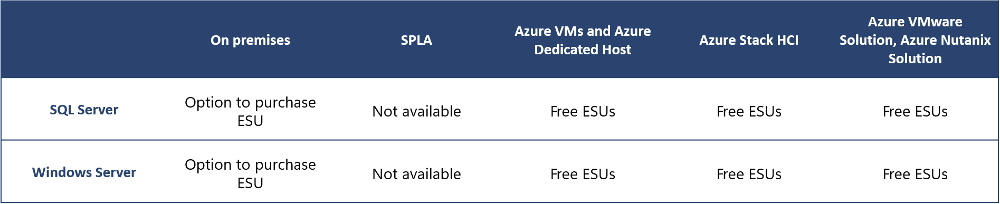 On premises
SPLA
Azure VMs and Azure
Dedicated Host
Azure Stack HCI
Azure VMware
Solution, Azure Nutanix
Solution
SQL Server
Option to purchase
ESU
Not available
Free ESUs
Free ESUs
Free ESUs
Windows Server
Option to purchase
ESU
Not available
Free ESUs
Free ESUs
Free ESUs